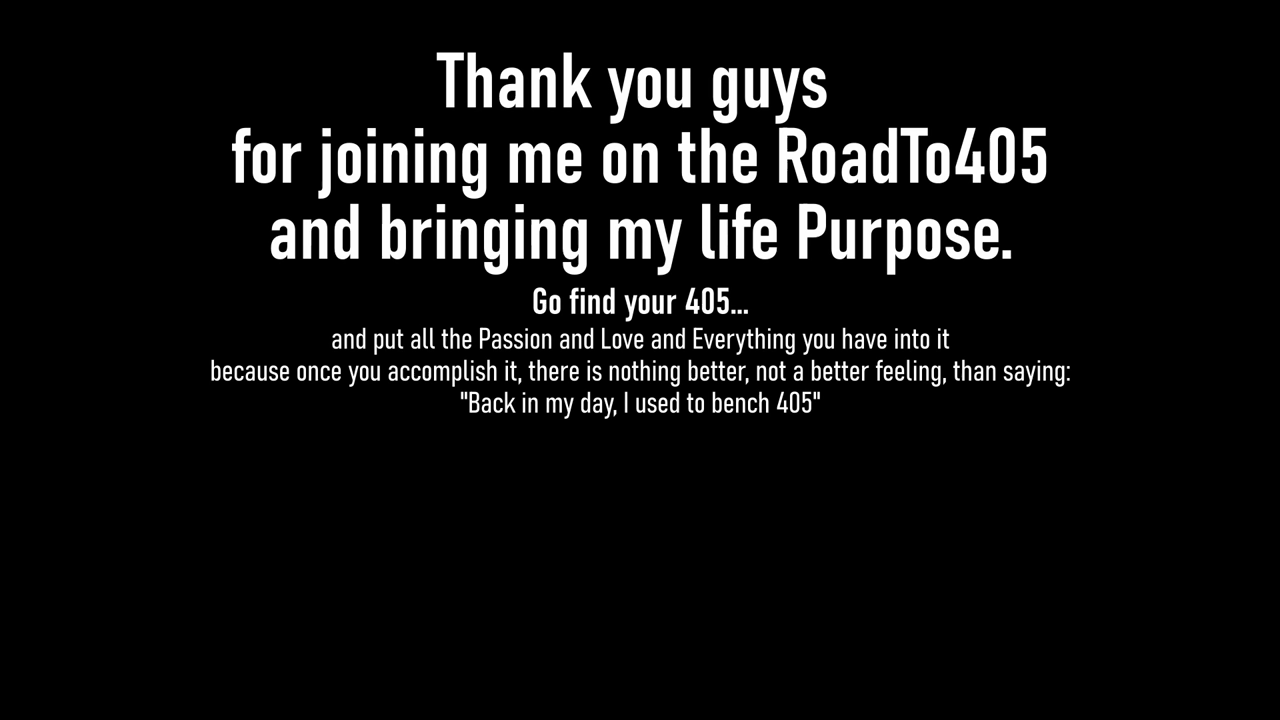 Thank you guys
for joining me on the RoadTo405
and bringing my life Purpose.
Go find your 405...
and put all the Passion and Love and Everything you have into it
because once you accomplish it, there is nothing better, not a better feeling, than saying:
"Back in my day, I used to bench 405"